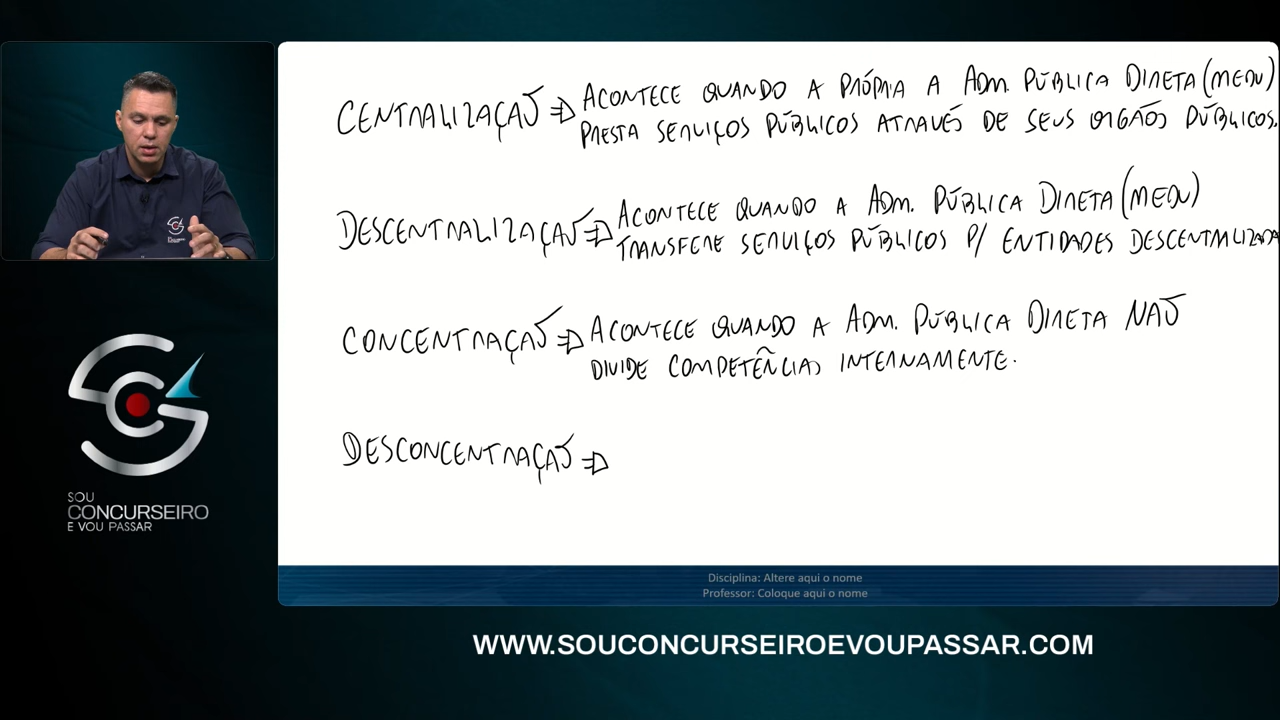 CENTRALIZAÇÃO => ACONTECE QUANDO A PRÓPRIA A ADM. PÚBLICA DIRETA (MEDU)
PRESTA SERVIÇOS PÚBLICOS ATRAVÉS DE SEUS ORGÃOS PÚBLICOS.
DESCENTRALIZAÇÃO => ACONTECE QUANDO A ADM. PÚBLICA DIRETA (MEDU)
TRANSFERE SERVIÇOS PÚBLICOS P/ ENTIDADES DESCENTRALIZADA
CONCENTRAÇÃO => ACONTECE QUANDO A ADM. PÚBLICA DIRETA NÃO
DIVIDE COMPETÊNCIAS INTERNAMENTE.
DESCONCENTRAÇÃO =>
SOU
CONCURSEIRO
E VOU PASSAR
Disciplina: Altere aqui o nome
Professor: Coloque aqui o nome
WWW.SOUCONCURSEIROEVOUPASSAR.COM